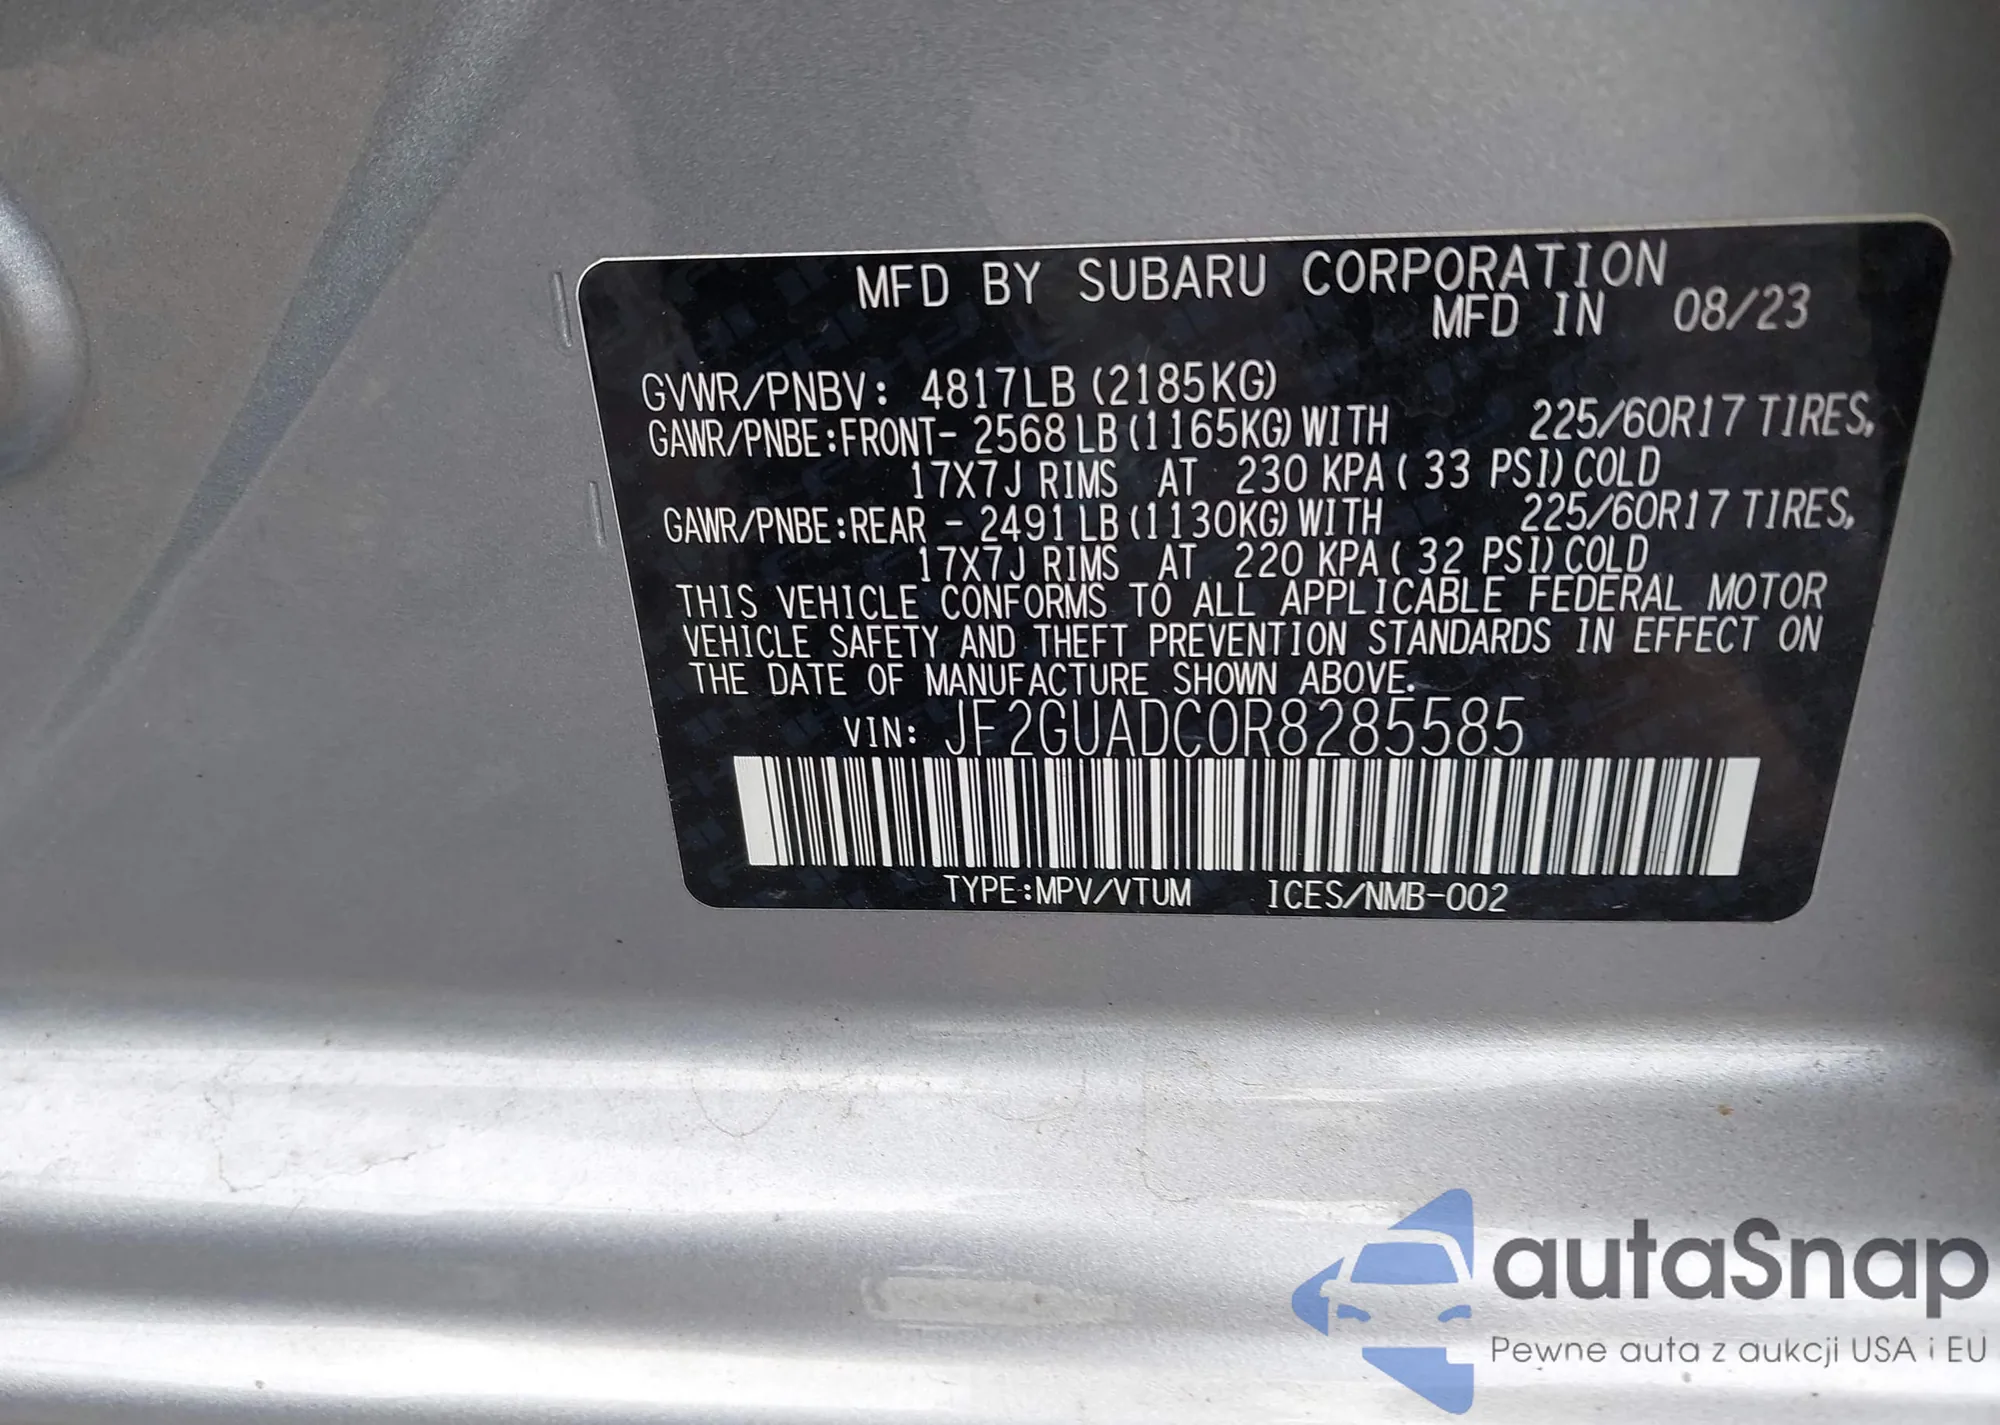 MFD BY SUBARU CORPORATION
MFD IN 08/23
GVWR/PNBV: 4817LB (2185KG)
GAWR/PNBE:FRONT- 2568 LB (1165KG) WITH 225/60R17 TIRES,
17X7J RIMS AT 230 KPA ( 33 PSI) COLD
GAWR/PNBE:REAR - 2491 LB (1130KG) WITH 225/60R17 TIRES,
17X7J RIMS AT 220 KPA ( 32 PSI) COLD
THIS VEHICLE CONFORMS TO ALL APPLICABLE FEDERAL MOTOR
VEHICLE SAFETY AND THEFT PREVENTION STANDARDS IN EFFECT ON
THE DATE OF MANUFACTURE SHOWN ABOVE.
VIN: JF2GUADC0R8285585
TYPE:MPV/VTUM ICES/NMB-002
autaSnap
Pewne auta z aukcji USA i EU